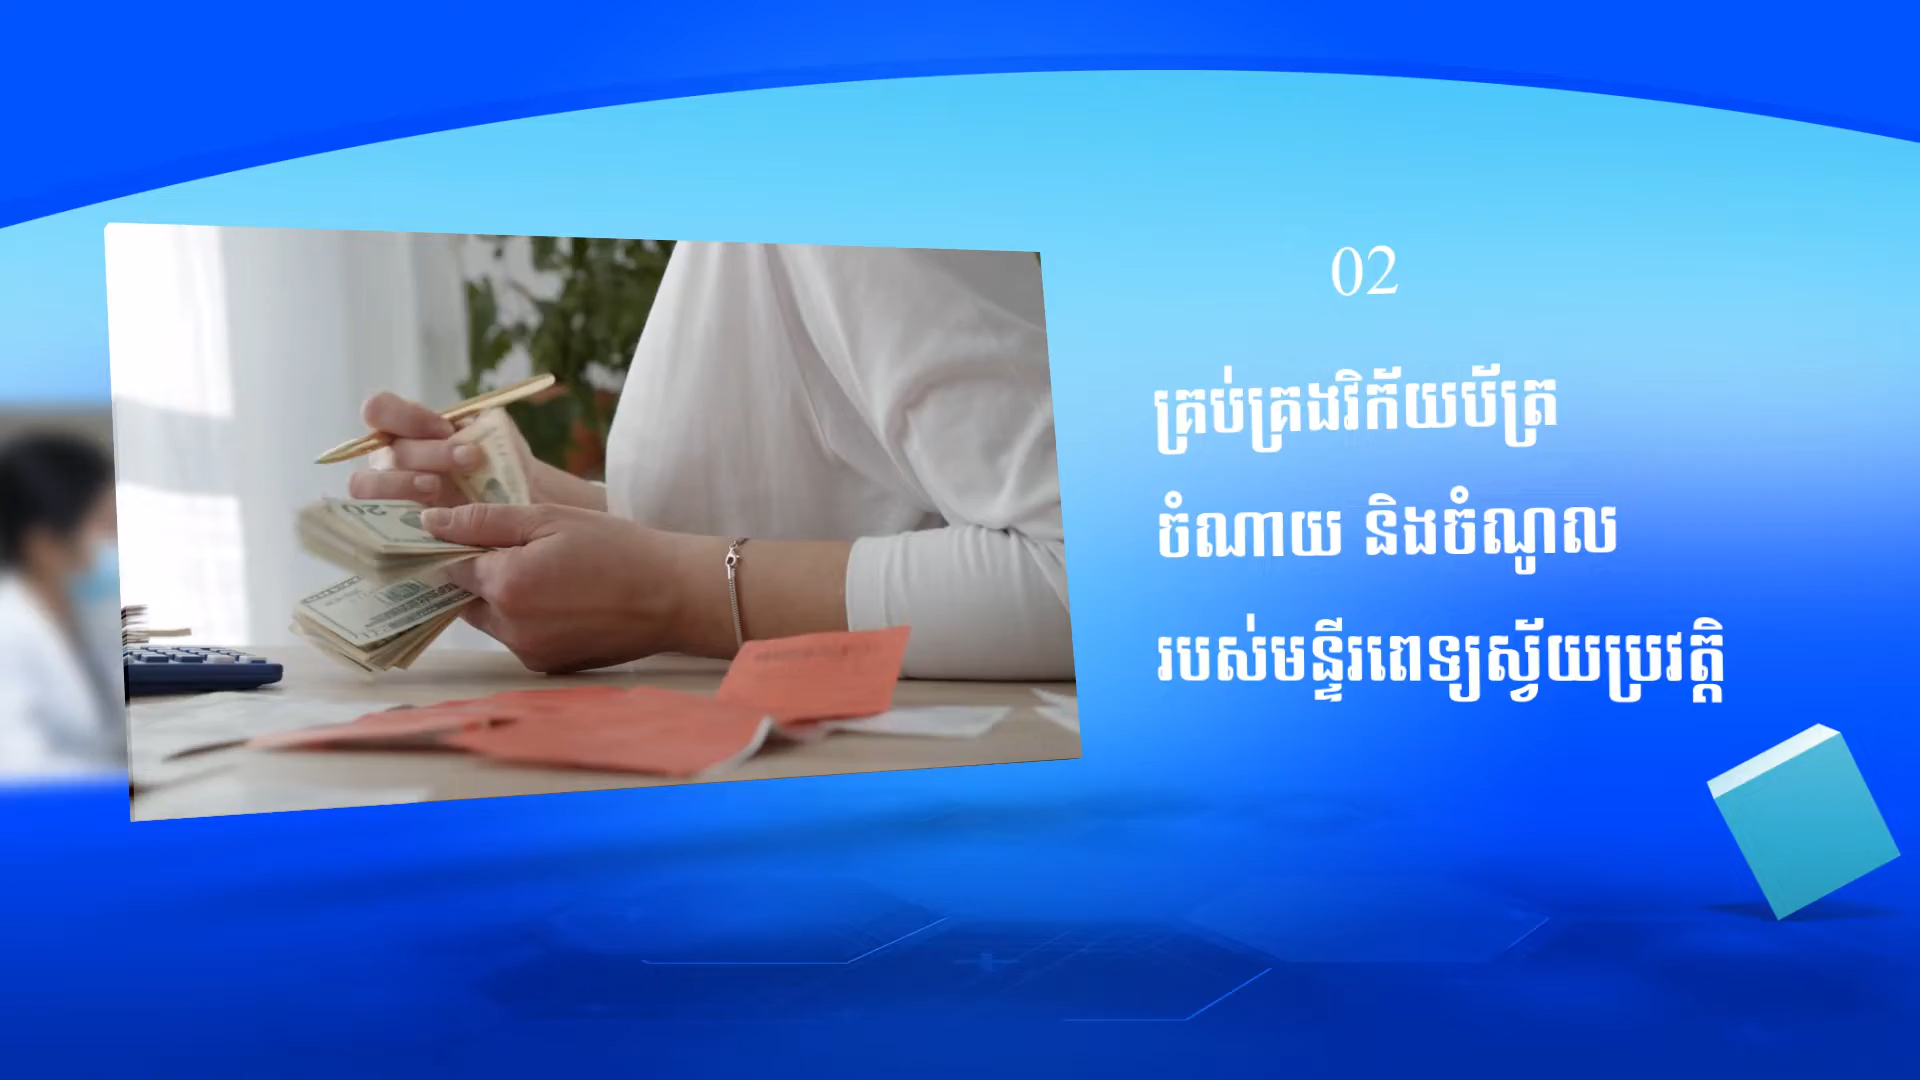 02
គ្រប់គ្រងវិក័យប័ត្រ
ចំណាយ និងចំណូល
របស់មន្ទីរពេទ្យស្វ័យប្រវត្តិ
20